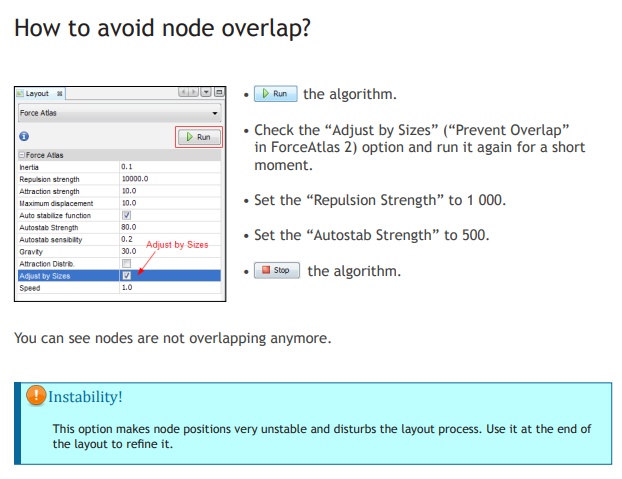 How to avoid node overlap?
Layout
Force Atlas
Run
Force Atlas
Inertia 0.1
Repulsion strength 10000.0
Attraction strength 10.0
Maximum displacement 10.0
Auto stabilize function
Autostab Strength 80.0
Autostab sensibility 0.2
Gravity 30.0
Attraction Distrib.
Adjust by Sizes
Speed 1.0
Adjust by Sizes
• Run the algorithm.
• Check the “Adjust by Sizes” (“Prevent Overlap”
in ForceAtlas 2) option and run it again for a short
moment.
• Set the “Repulsion Strength” to 1 000.
• Set the “Autostab Strength” to 500.
• Stop the algorithm.
You can see nodes are not overlapping anymore.
Instability!
This option makes node positions very unstable and disturbs the layout process. Use it at the end of
the layout to refine it.